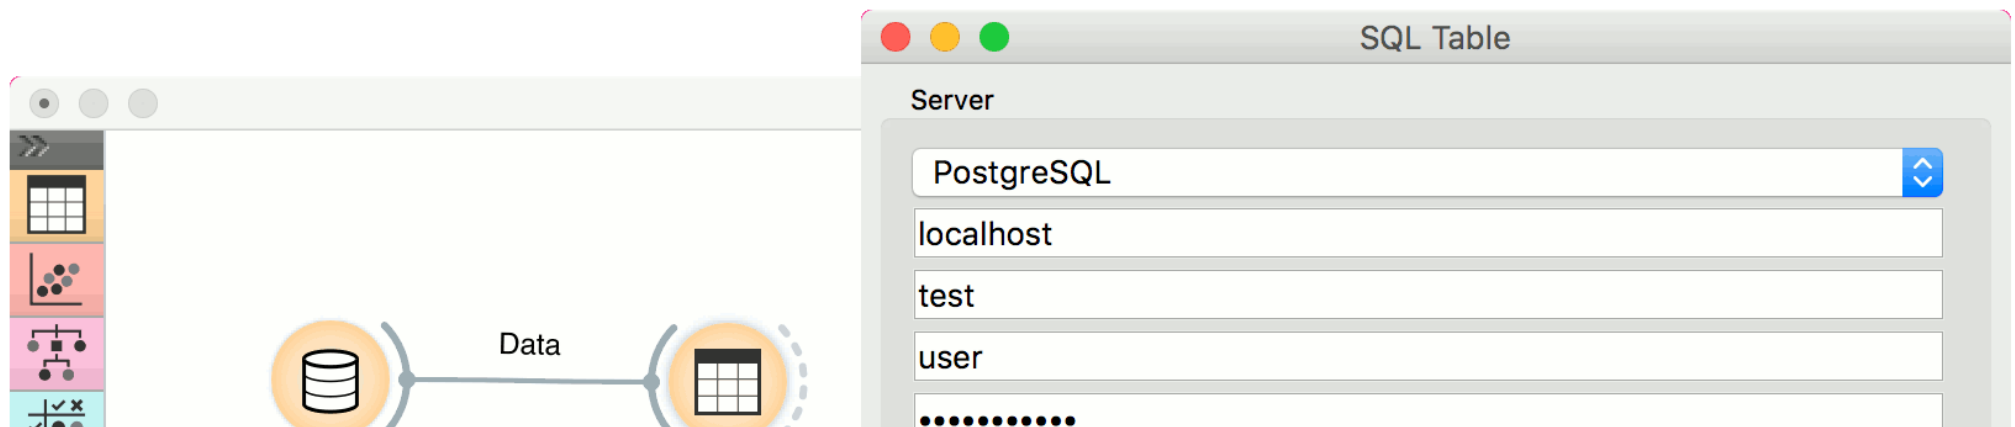 SQL Table
Server
PostgreSQL
localhost
test
user
•••••••••••
Data